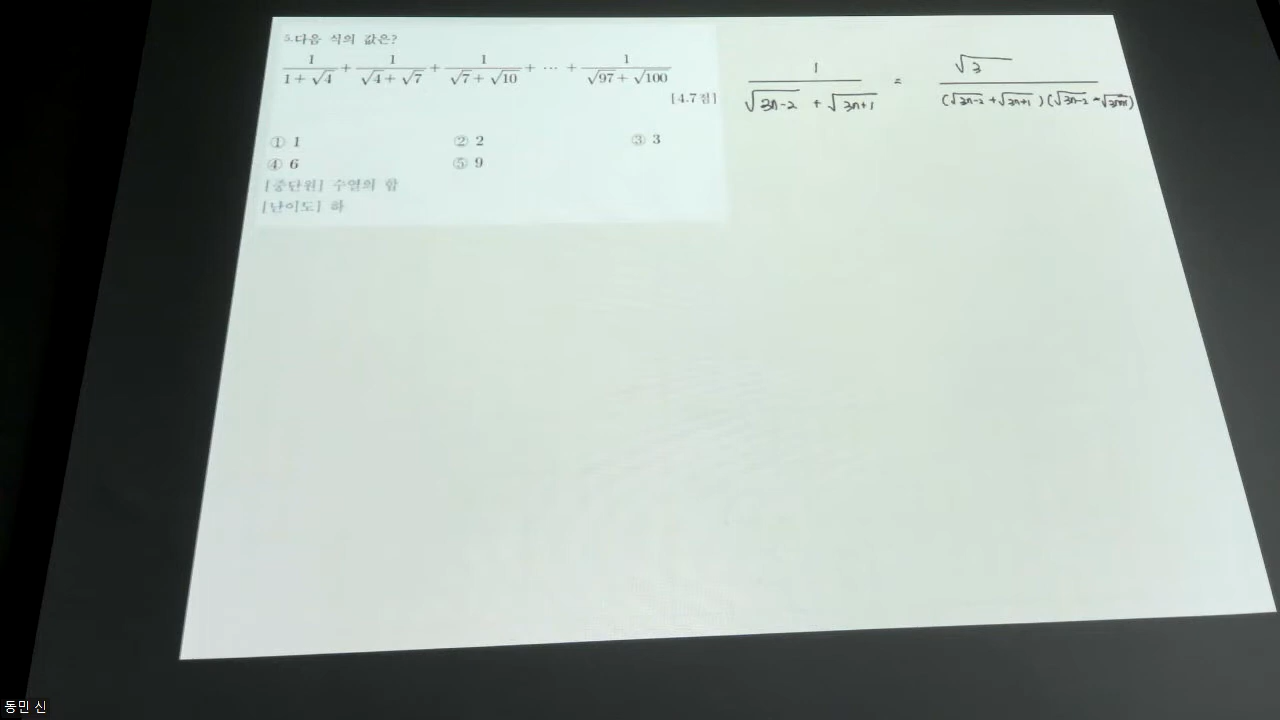 5.다음 식의 값은?
1/(1+√4) + 1/(√4+√7) + 1/(√7+√10) + ⋯ + 1/(√97+√100)
[4.7점]
① 1 ② 2 ③ 3
④ 6 ⑤ 9
[중단원] 수열의 합
[난이도] 하
1/(√3n-2 + √3n+1) = √3/((√3n-2 + √3n+1)(√3n-2 - √3n+1))
동민 신